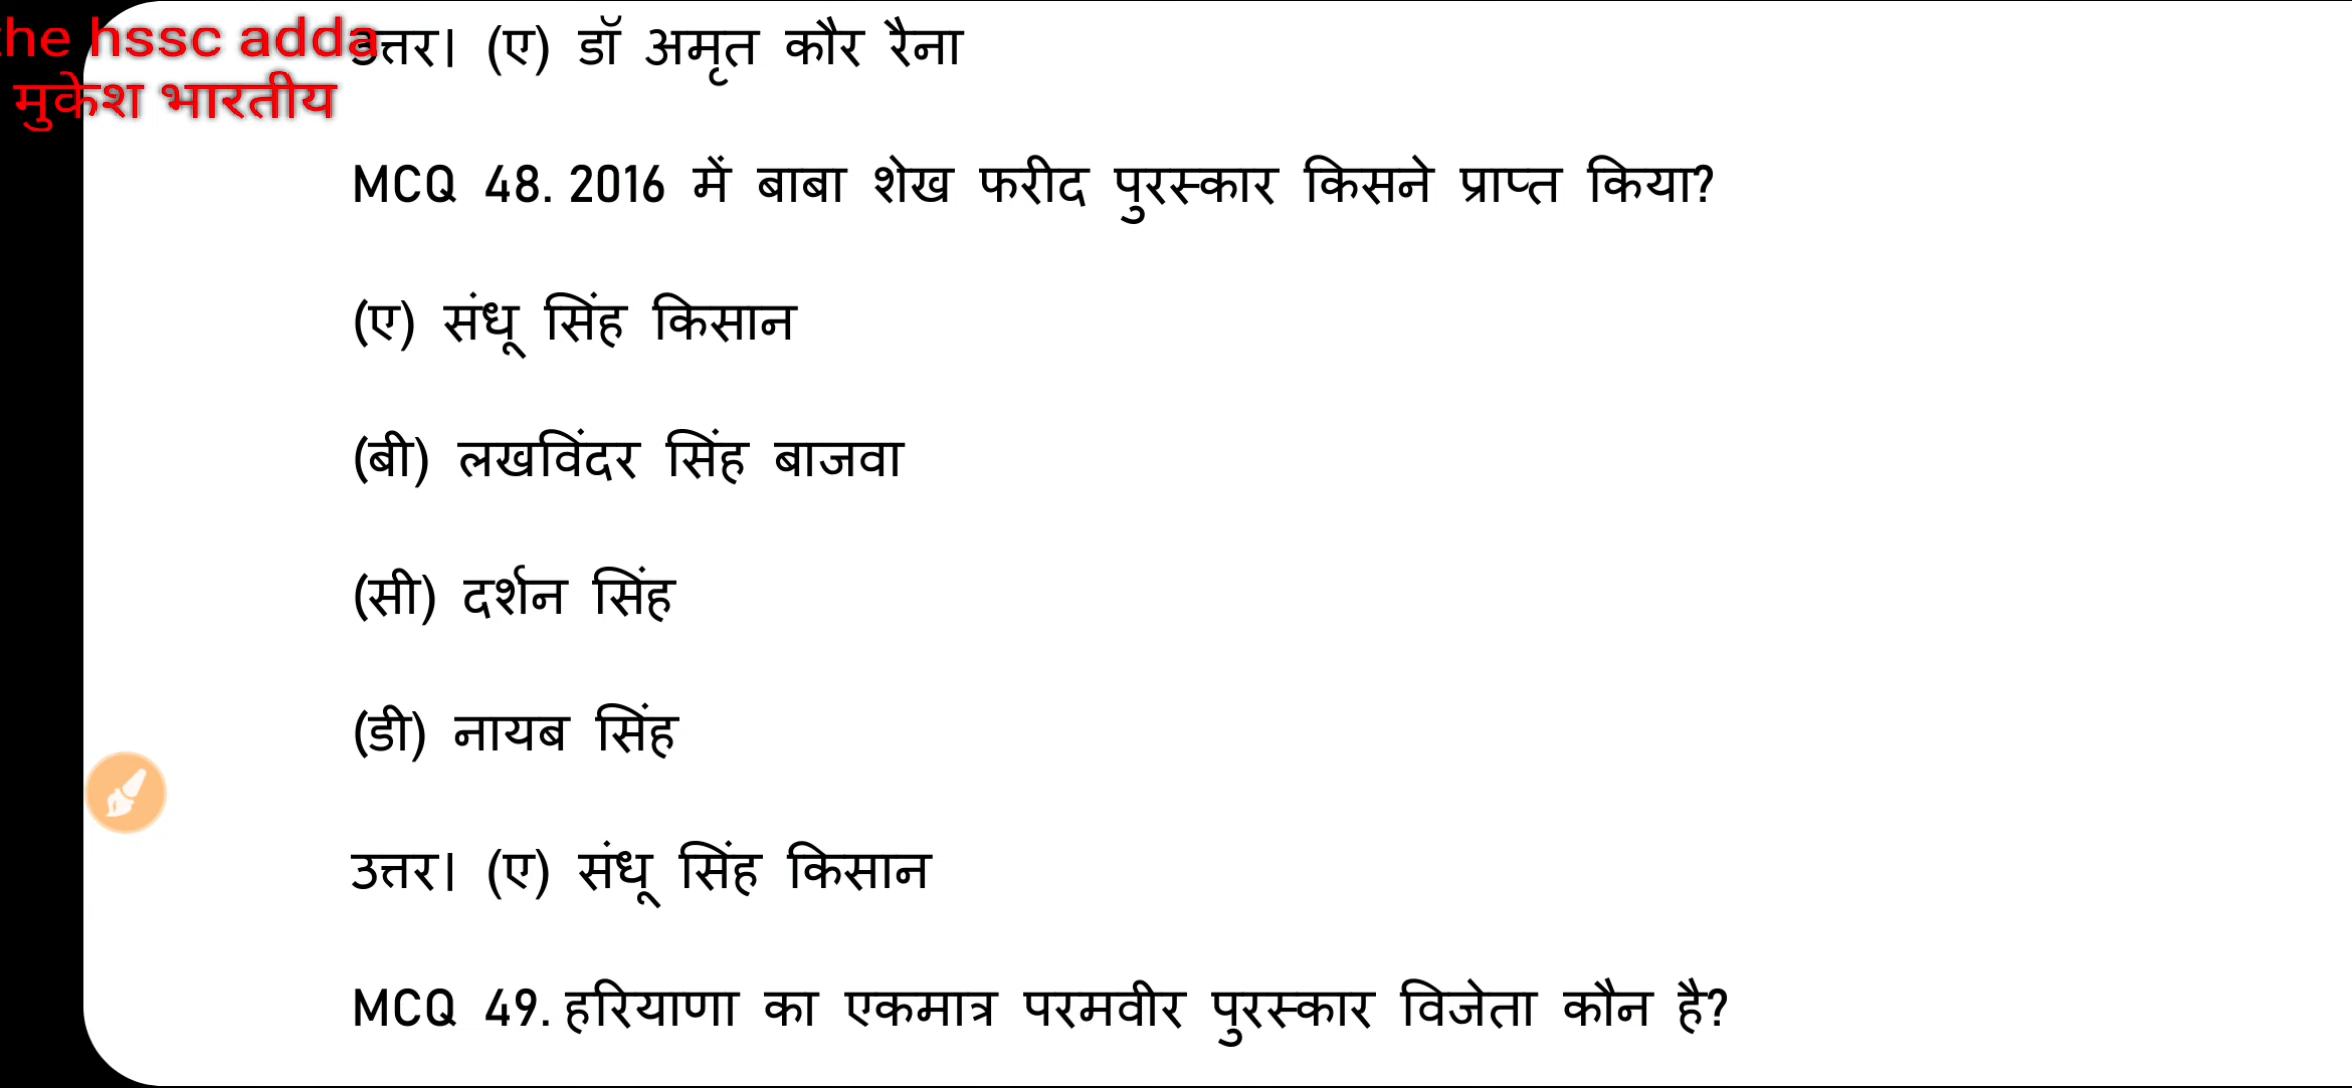 he hssc adda
मुकेश भारतीय
उत्तर। (ए) डॉ अमृत कौर रैना
MCQ 48. 2016 में बाबा शेख फरीद पुरस्कार किसने प्राप्त किया?
(ए) संधू सिंह किसान
(बी) लखविंदर सिंह बाजवा
(सी) दर्शन सिंह
(डी) नायब सिंह
उत्तर। (ए) संधू सिंह किसान
MCQ 49. हरियाणा का एकमात्र परमवीर पुरस्कार विजेता कौन है?